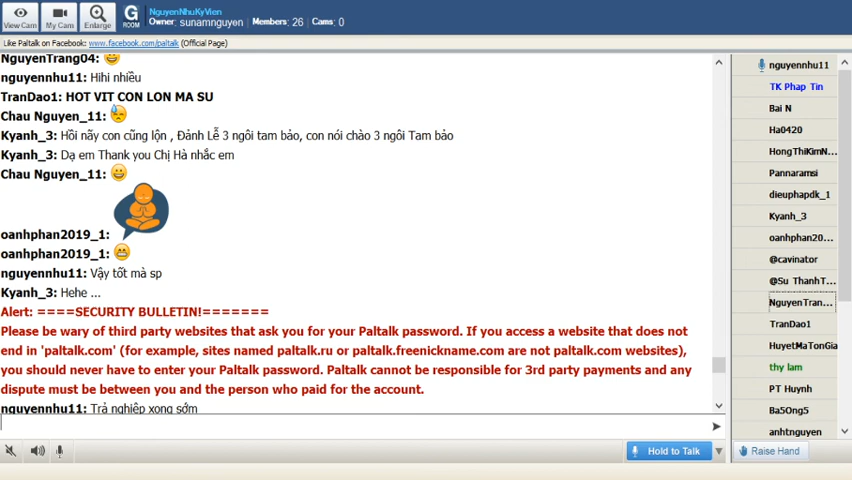 NguyenNhuKyVien
Owner: sunamnguyen Members: 26 Cams: 0
View Cam
My Cam
Enlarge
G
ROOM
Like Paltalk on Facebook: www.facebook.com/paltalk (Official Page)
NguyenTrang04:
nguyennhu11: Hihi nhiều
TranDao1: HOT VIT CON LON MA SU
Chau Nguyen_11:
Kyanh_3: Hồi nãy con cũng lộn , Đảnh Lễ 3 ngôi tam bảo, con nói chào 3 ngôi Tam bảo
Kyanh_3: Dạ em Thank you Chị Hà nhắc em
Chau Nguyen_11:
oanhphan2019_1:
oanhphan2019_1:
nguyennhu11: Vậy tốt mà sp
Kyanh_3: Hehe ...
Alert: ====SECURITY BULLETIN!=======
Please be wary of third party websites that ask you for your Paltalk password. If you access a website that does not
end in 'paltalk.com' (for example, sites named paltalk.ru or paltalk.freenickname.com are not paltalk.com websites),
you should never have to enter your Paltalk password. Paltalk cannot be responsible for 3rd party payments and any
dispute must be between you and the person who paid for the account.
nguyennhu11: Trả nghiệp xong sớm
Hold to Talk
nguyennhu11
TK Phap Tin
Bai N
Ha0420
HongThiKimN...
Pannaramsi
dieuphapdk_1
Kyanh_3
oanhphan20...
@cavinator
@Su ThanhT...
NguyenTran...
TranDao1
HuyetMaTonGia
thy lam
PT Huynh
Ba5Ong5
anhtnguyen
Raise Hand